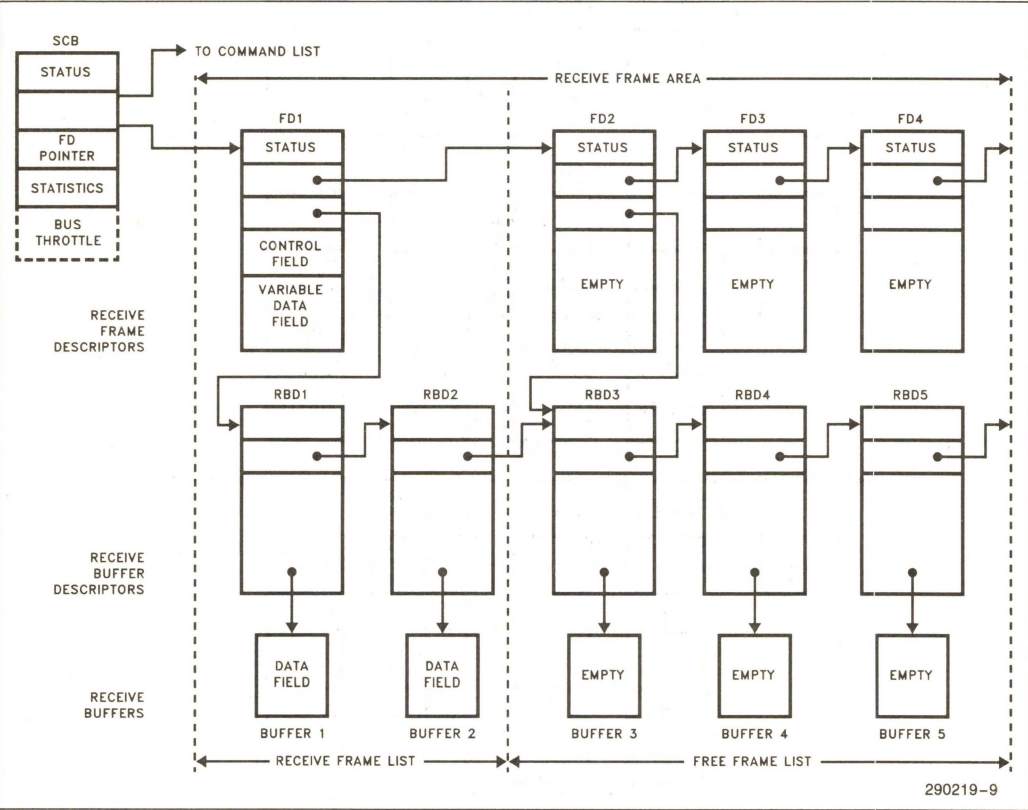 SCB
STATUS
FD
POINTER
STATISTICS
BUS
THROTTLE
TO COMMAND LIST
RECEIVE FRAME AREA
FD1
STATUS
CONTROL
FIELD
VARIABLE
DATA
FIELD
FD2
STATUS
EMPTY
FD3
STATUS
EMPTY
FD4
STATUS
EMPTY
RECEIVE
FRAME
DESCRIPTORS
RBD1
RBD2
RBD3
RBD4
RBD5
RECEIVE
BUFFER
DESCRIPTORS
DATA
FIELD
DATA
FIELD
EMPTY
EMPTY
EMPTY
RECEIVE
BUFFERS
BUFFER 1
BUFFER 2
BUFFER 3
BUFFER 4
BUFFER 5
RECEIVE FRAME LIST
FREE FRAME LIST
290219-9